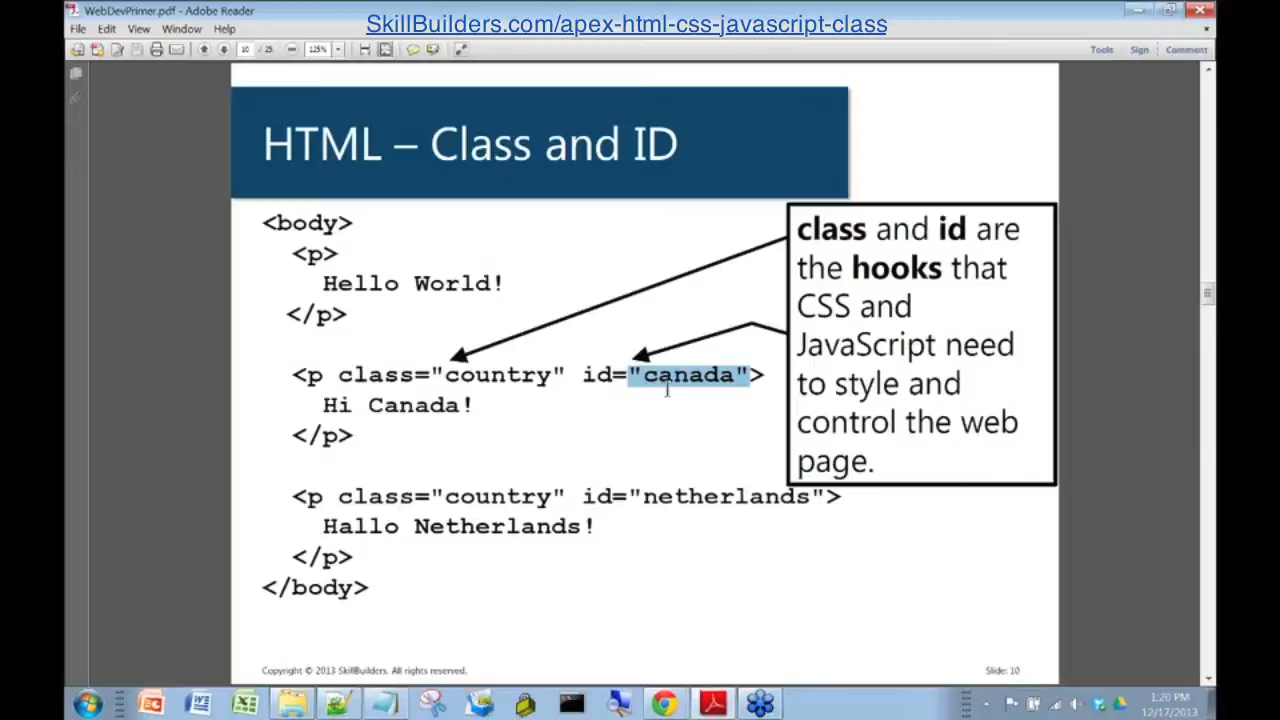 WebDevPrimer.pdf - Adobe Reader
SkillBuilders.com/apex-html-css-javascript-class
File Edit View Window Help
10 / 25 125%
Tools Sign Comment
HTML – Class and ID
<body>
<p>
Hello World!
</p>
<p class="country" id="canada">
Hi Canada!
</p>
<p class="country" id="netherlands">
Hallo Netherlands!
</p>
</body>
class and id are
the hooks that
CSS and
JavaScript need
to style and
control the web
page.
Copyright © 2013 SkillBuilders. All rights reserved.
Slide: 10
1:20 PM
12/17/2013